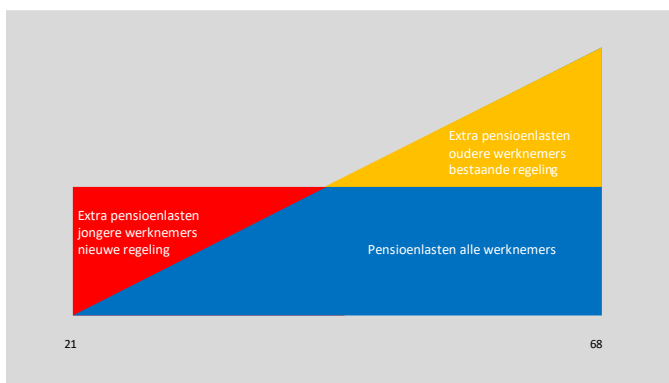 Extra pensioenlasten
oudere werknemers
bestaande regeling
Extra pensioenlasten
jongere werknemers
nieuwe regeling
Pensioenlasten alle werknemers
21
68